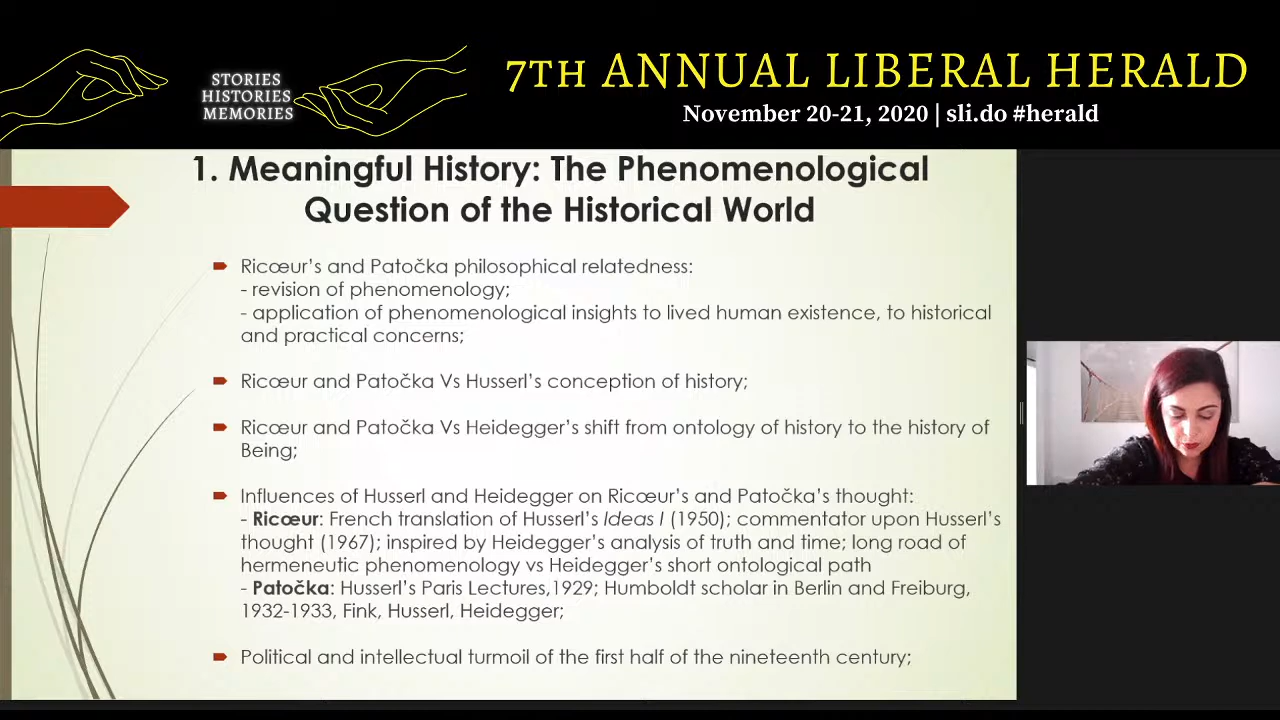 STORIES
HISTORIES
MEMORIES
7TH ANNUAL LIBERAL HERALD
November 20-21, 2020 | sli.do #herald
1. Meaningful History: The Phenomenological
Question of the Historical World
Ricœur's and Patočka philosophical relatedness:
- revision of phenomenology;
- application of phenomenological insights to lived human existence, to historical
and practical concerns;
Ricœur and Patočka Vs Husserl's conception of history;
Ricœur and Patočka Vs Heidegger's shift from ontology of history to the history of
Being;
Influences of Husserl and Heidegger on Ricœur's and Patočka's thought:
- Ricœur: French translation of Husserl's Ideas I (1950); commentator upon Husserl's
thought (1967); inspired by Heidegger's analysis of truth and time; long road of
hermeneutic phenomenology vs Heidegger's short ontological path
- Patočka: Husserl's Paris Lectures,1929; Humboldt scholar in Berlin and Freiburg,
1932-1933, Fink, Husserl, Heidegger;
Political and intellectual turmoil of the first half of the nineteenth century;